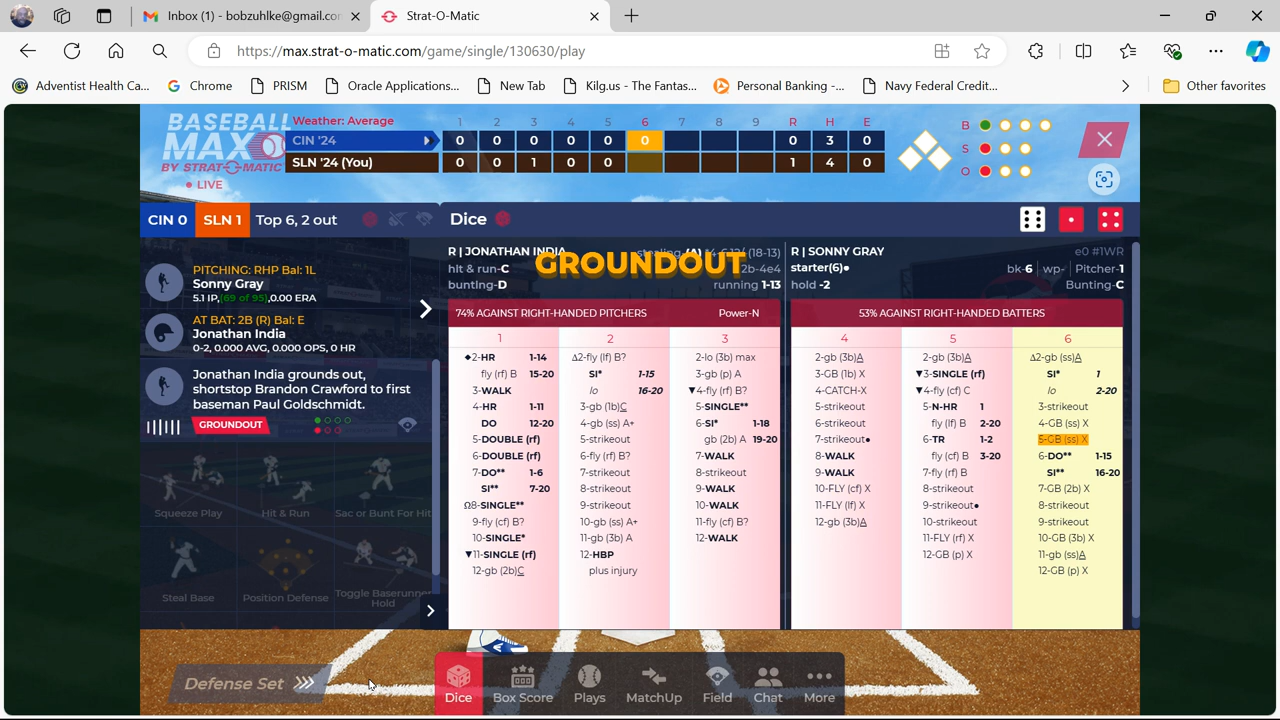 Inbox (1) - bobzuhlke@gmail.cor
Strat-O-Matic
https://max.strat-o-matic.com/game/single/130630/play
Adventist Health Ca...
Chrome
PRISM
Oracle Applications...
New Tab
Kilg.us - The Fantas...
Personal Banking -...
Navy Federal Credit...
Other favorites
BASEBALL
MAX
BY STRAT-O-MATIC
LIVE
Weather: Average
1 2 3 4 5 6 7 8 9 R H E
CIN '24 0 0 0 0 0 0 0 3 0
SLN '24 (You) 0 0 1 0 0 1 4 0
B
S
O
CIN 0 SLN 1 Top 6, 2 out
Dice
PITCHING: RHP Bal: 1L
Sonny Gray
5.1 IP,(69 of 95),0.00 ERA
AT BAT: 2B (R) Bal: E
Jonathan India
0-2, 0.000 AVG, 0.000 OPS, 0 HR
Jonathan India grounds out,
shortstop Brandon Crawford to first
baseman Paul Goldschmidt.
GROUNDOUT
Squeeze Play
Hit & Run
Sac or Bunt For Hit
Steal Base
Position Defense
Toggle Baserunner
Hold
GROUNDOUT
R | JONATHAN INDIA
(18-13)
hit & run-C
2b-4e4
bunting-D
running 1-13
74% AGAINST RIGHT-HANDED PITCHERS Power-N
1
◆2-HR 1-14
fly (rf) B 15-20
3-WALK
4-HR 1-11
DO 12-20
5-DOUBLE (rf)
6-DOUBLE (rf)
7-DO** 1-6
SI** 7-20
Ω8-SINGLE**
9-fly (cf) B?
10-SINGLE*
▼11-SINGLE (rf)
12-gb (2b)C
2
Δ2-fly (lf) B?
SI* 1-15
lo 16-20
3-gb (1b)C
4-gb (ss) A+
5-strikeout
6-fly (rf) B?
7-strikeout
8-strikeout
9-strikeout
10-gb (ss) A+
11-gb (3b) A
12-HBP
plus injury
3
2-lo (3b) max
3-gb (p) A
▼4-fly (rf) B?
5-SINGLE**
6-SI* 1-18
gb (2b) A 19-20
7-WALK
8-strikeout
9-WALK
10-WALK
11-fly (cf) B?
12-WALK
R | SONNY GRAY
e0 #1WR
starter(6)●
bk-6 wp- Pitcher-1
hold -2
Bunting-C
53% AGAINST RIGHT-HANDED BATTERS
4
2-gb (3b)A
3-GB (1b) X
4-CATCH-X
5-strikeout
6-strikeout
7-strikeout●
8-WALK
9-WALK
10-FLY (cf) X
11-FLY (lf) X
12-gb (3b)A
5
2-gb (3b)A
▼3-SINGLE (rf)
▼4-fly (cf) C
5-N-HR 1
fly (lf) B 2-20
6-TR 1-2
fly (cf) B 3-20
7-fly (rf) B
8-strikeout
9-strikeout●
10-strikeout
11-FLY (rf) X
12-GB (p) X
6
Δ2-gb (ss)A
SI* 1
lo 2-20
3-strikeout
4-GB (ss) X
5-GB (ss) X
6-DO** 1-15
SI** 16-20
7-GB (2b) X
8-strikeout
9-strikeout
10-GB (3b) X
11-gb (ss)A
12-GB (p) X
Defense Set
Dice
Box Score
Plays
MatchUp
Field
Chat
More